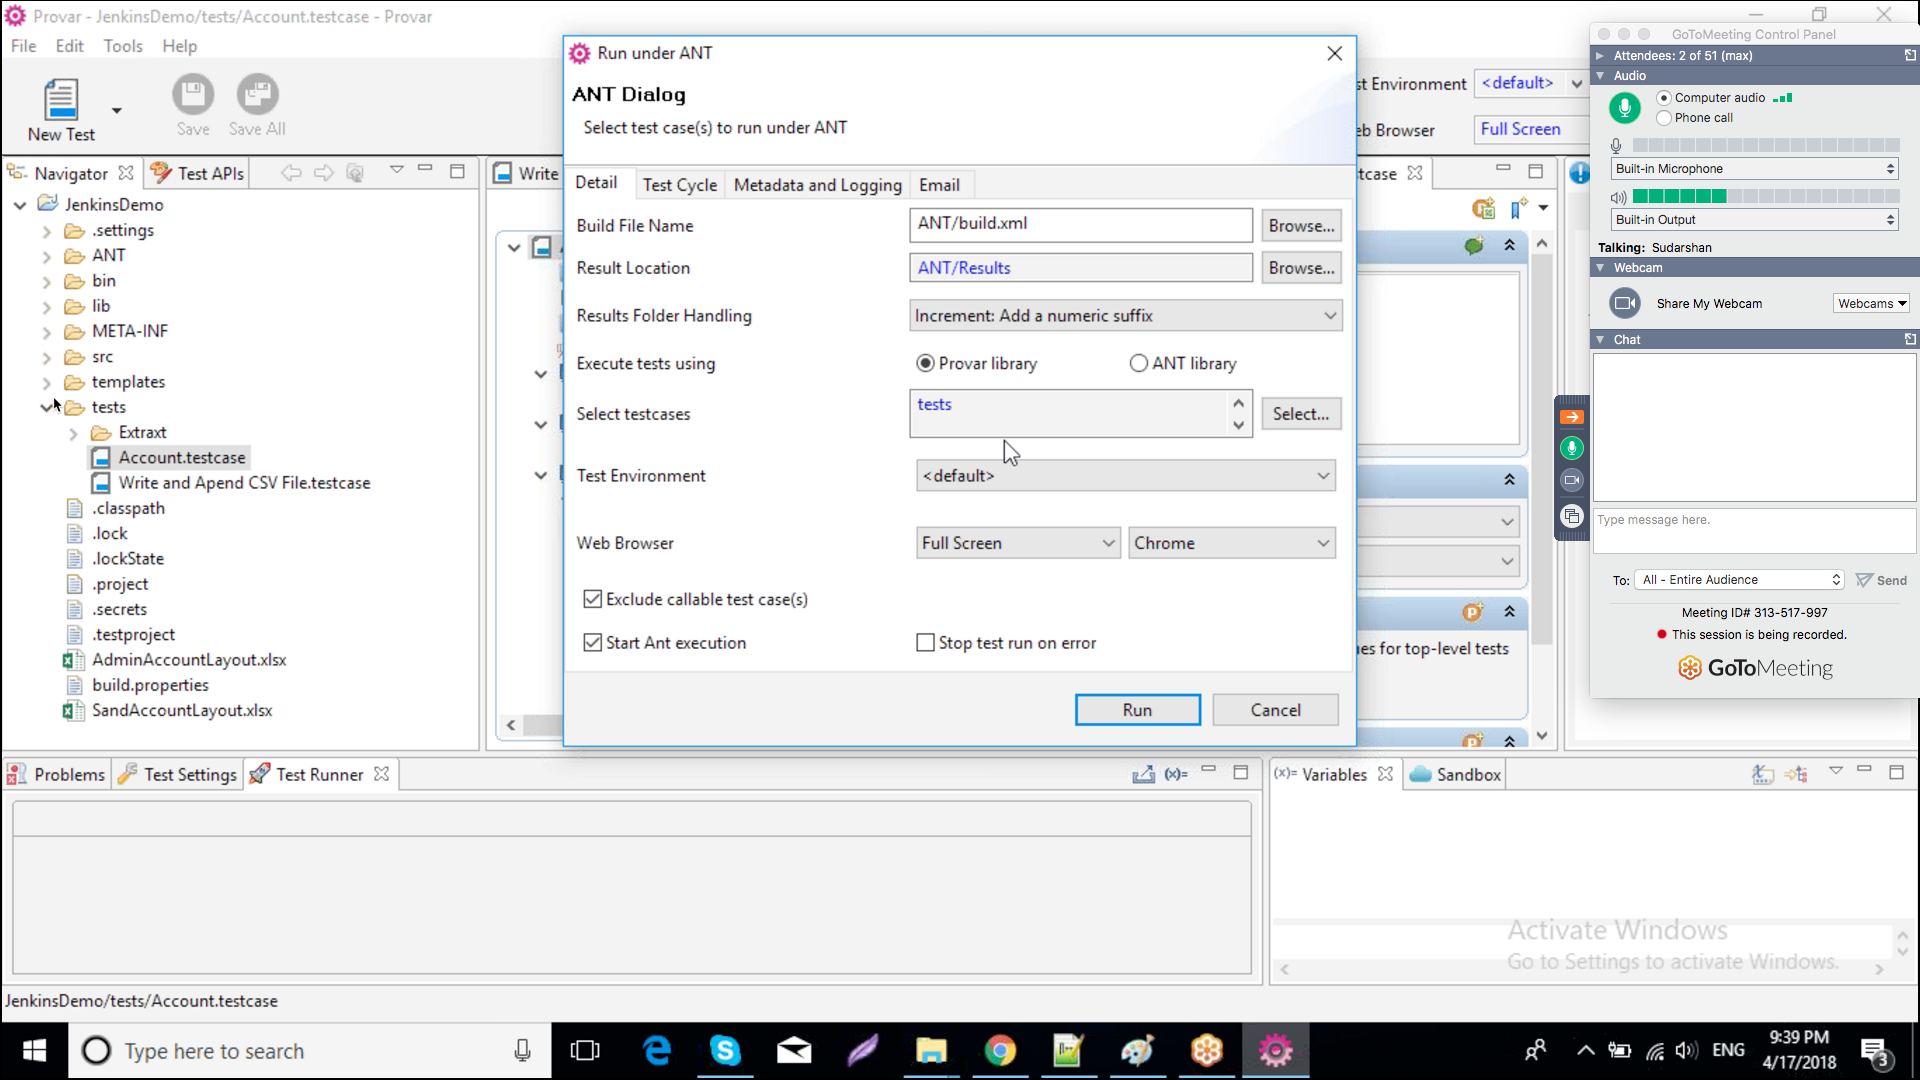 Provar - JenkinsDemo/tests/Account.testcase - Provar
File Edit Tools Help
New Test
Save
Save All
Navigator
Test APIs
JenkinsDemo
.settings
ANT
bin
lib
META-INF
src
templates
tests
Extraxt
Account.testcase
Write and Apend CSV File.testcase
.classpath
.lock
.lockState
.project
.secrets
.testproject
AdminAccountLayout.xlsx
build.properties
SandAccountLayout.xlsx
Write
Run under ANT
ANT Dialog
Select test case(s) to run under ANT
Detail
Test Cycle
Metadata and Logging
Email
Build File Name
ANT/build.xml
Browse...
Result Location
ANT/Results
Browse...
Results Folder Handling
Increment: Add a numeric suffix
Execute tests using
Provar library
ANT library
Select testcases
tests
Select...
Test Environment
<default>
Web Browser
Full Screen
Chrome
Exclude callable test case(s)
Start Ant execution
Stop test run on error
Run
Cancel
st Environment
<default>
eb Browser
Full Screen
tcase
es for top-level tests
GoToMeeting Control Panel
Attendees: 2 of 51 (max)
Audio
Computer audio
Phone call
Built-in Microphone
Built-in Output
Talking: Sudarshan
Webcam
Share My Webcam
Webcams
Chat
Type message here.
To:
All - Entire Audience
Send
Meeting ID# 313-517-997
This session is being recorded.
GoToMeeting
Problems
Test Settings
Test Runner
(x)=
(x)= Variables
Sandbox
Activate Windows
Go to Settings to activate Windows.
JenkinsDemo/tests/Account.testcase
Type here to search
ENG
9:39 PM
4/17/2018
3